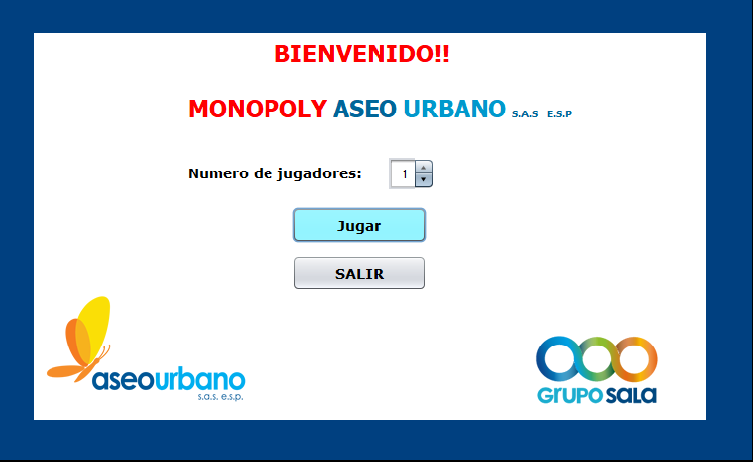 BIENVENIDO!!
MONOPOLY ASEO URBANO S.A.S E.S.P
Numero de jugadores: 1
Jugar
SALIR
aseourbano
s.a.s. e.s.p.
GRUPO SALA